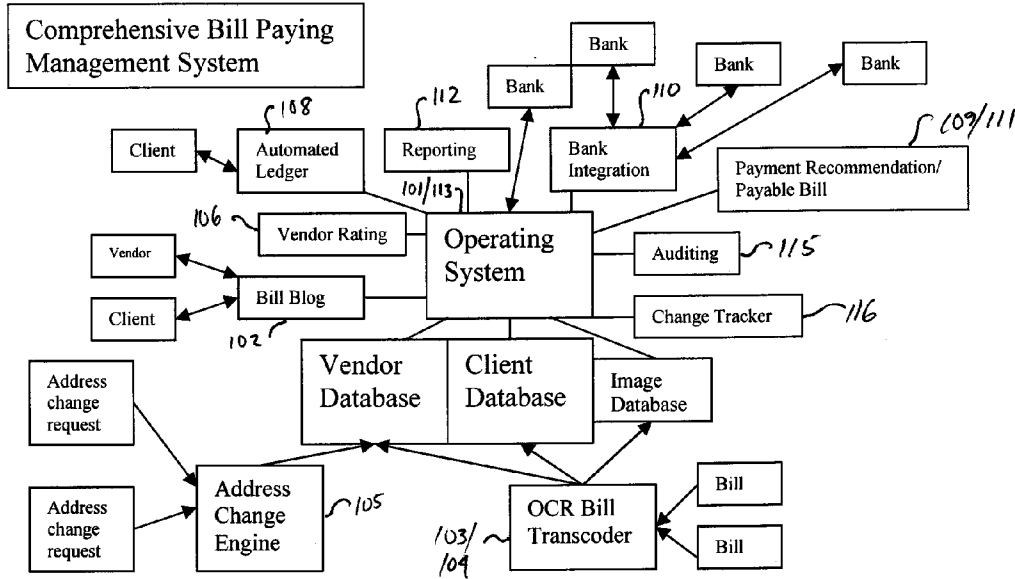 Comprehensive Bill Paying
Management System
Bank
Bank
Bank
Bank
110
112
108
109/111
Client
Automated
Ledger
Reporting
Bank
Integration
Payment Recommendation/
Payable Bill
101/113
106
Vendor Rating
Operating
System
Auditing
115
Vendor
Bill Blog
Client
102
Change Tracker
116
Vendor
Database
Client
Database
Image
Database
Address
change
request
Address
Change
Engine
105
Address
change
request
OCR Bill
Transcoder
103/
104
Bill
Bill